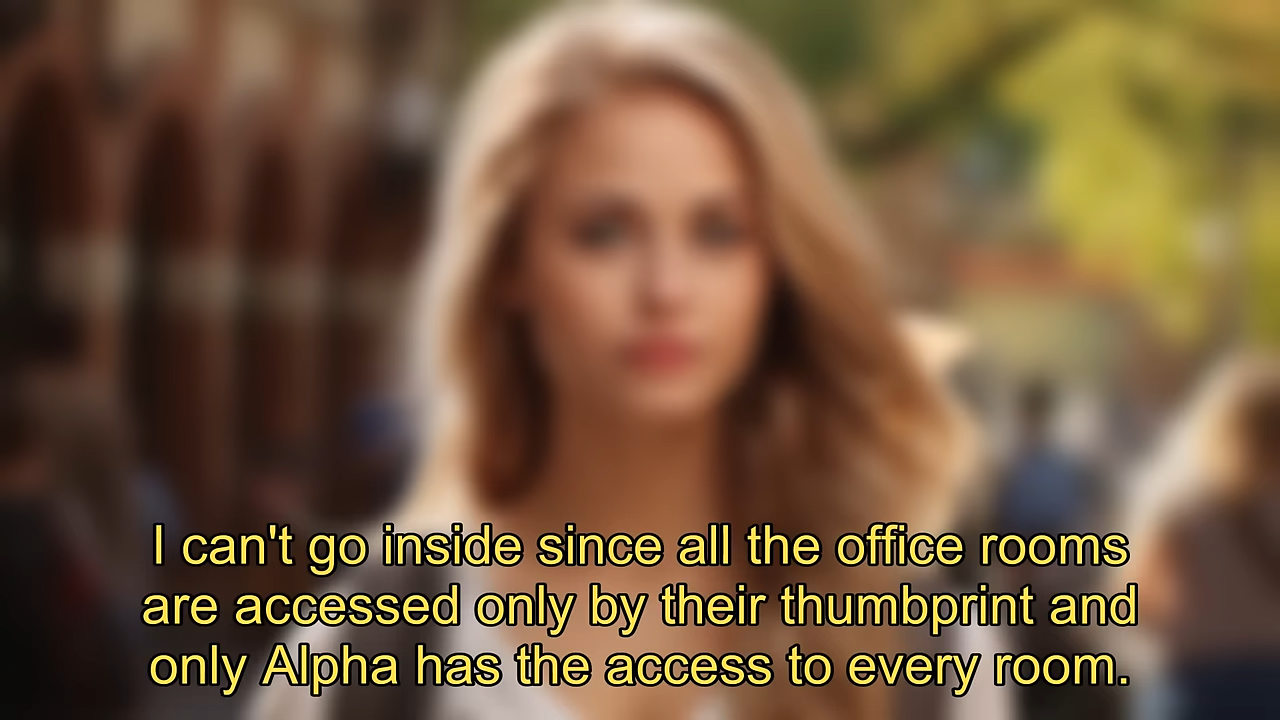 I can't go inside since all the office rooms
are accessed only by their thumbprint and
only Alpha has the access to every room.